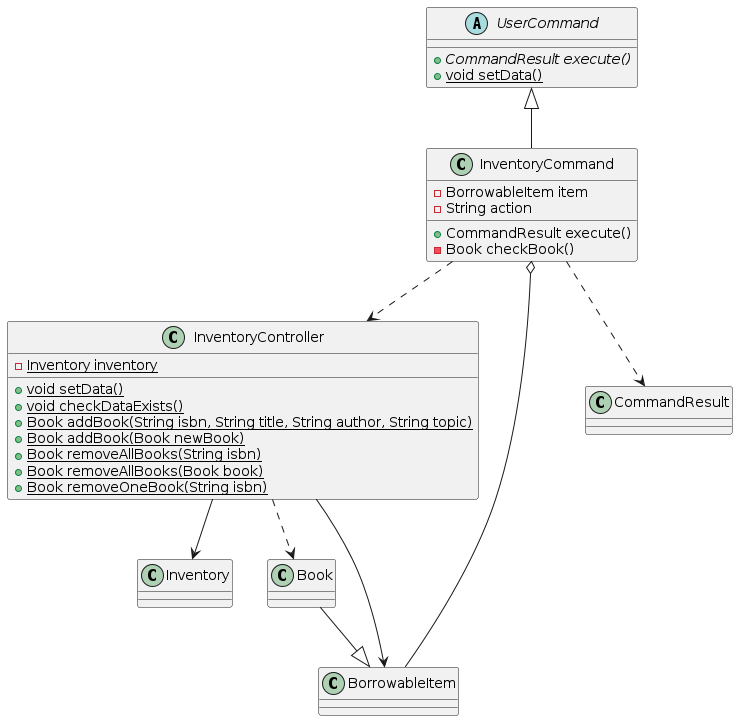 A UserCommand
CommandResult execute()
void setData()
C InventoryCommand
BorrowableItem item
String action
CommandResult execute()
Book checkBook()
C InventoryController
Inventory inventory
void setData()
void checkDataExists()
Book addBook(String isbn, String title, String author, String topic)
Book addBook(Book newBook)
Book removeAllBooks(String isbn)
Book removeAllBooks(Book book)
Book removeOneBook(String isbn)
C CommandResult
C Inventory
C Book
C BorrowableItem